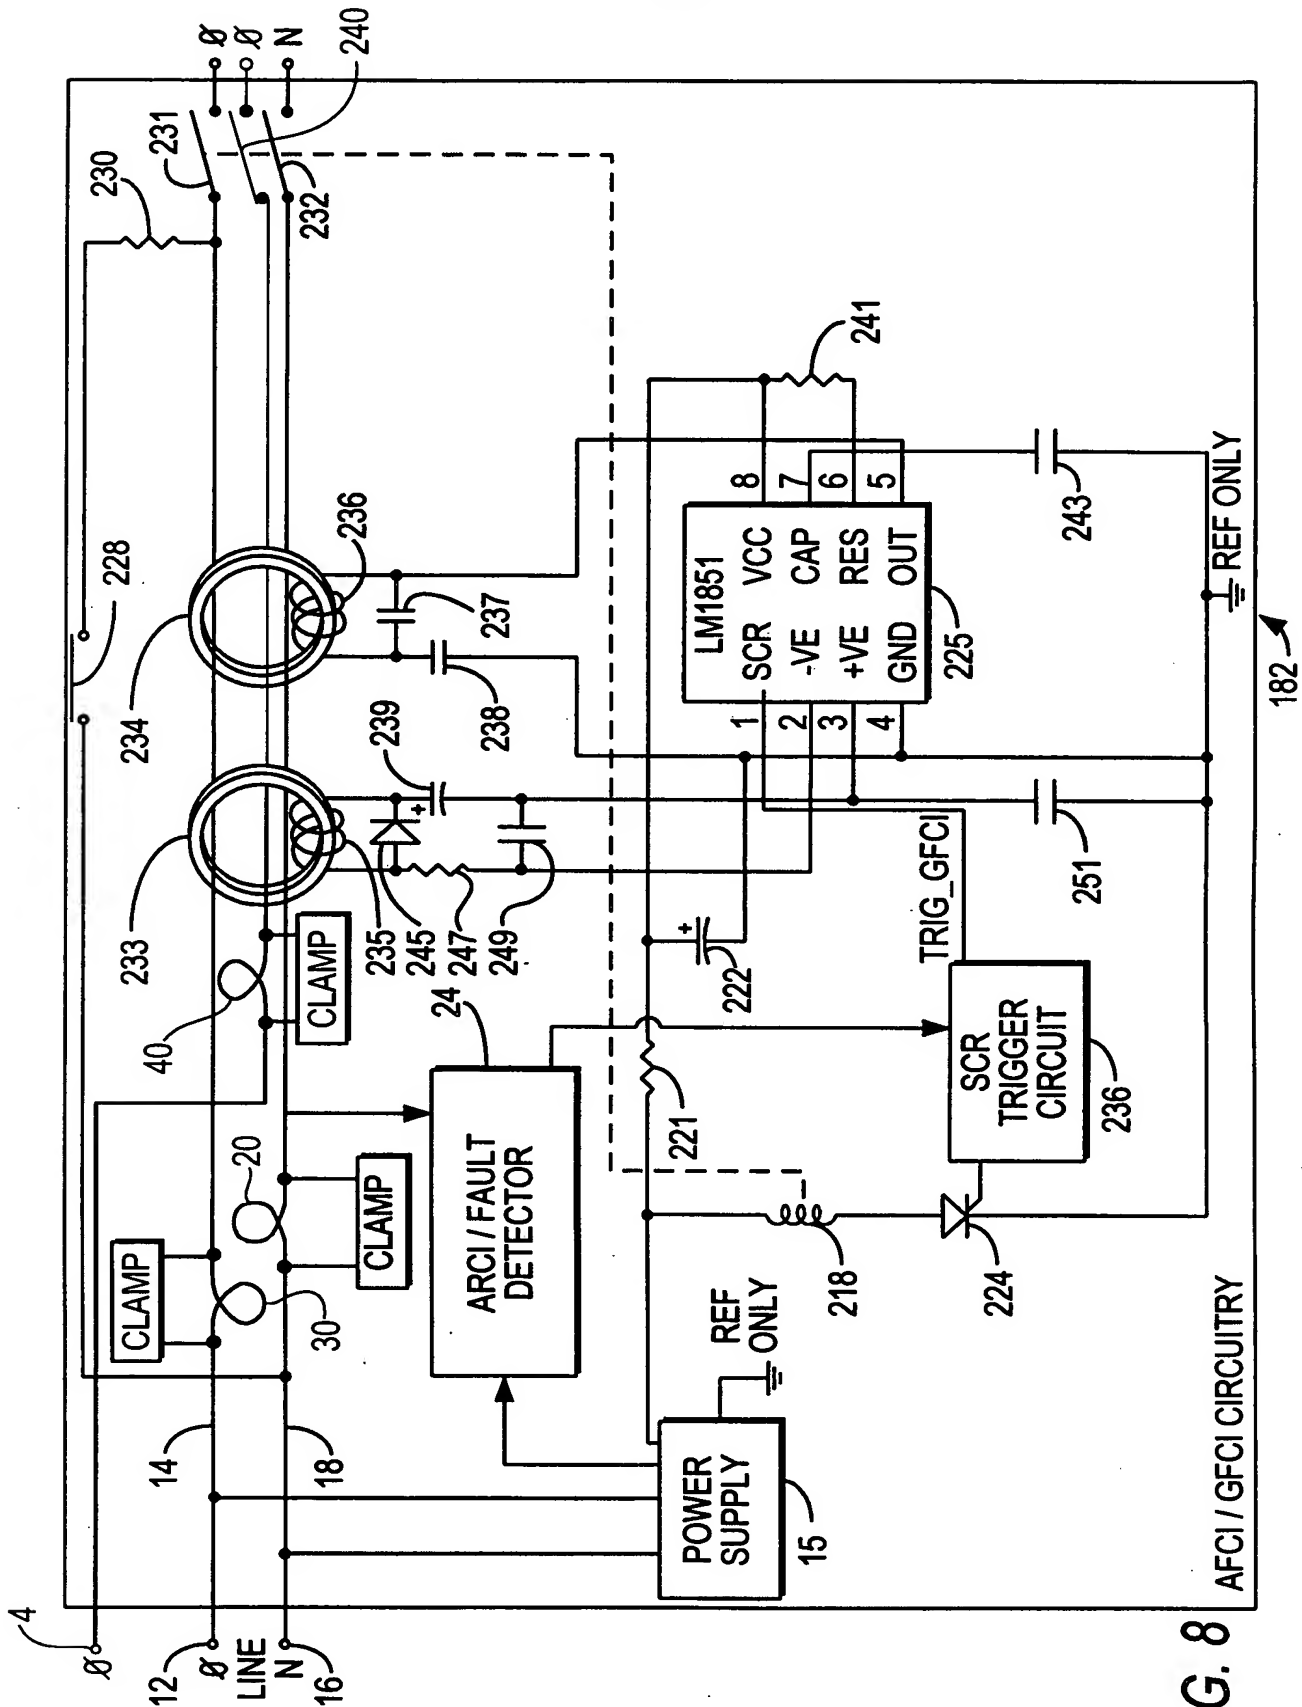 4
Ø
12
Ø
LINE
N
16
14
18
CLAMP
30
20
CLAMP
40
CLAMP
233
234
228
230
231
232
240
Ø
Ø
N
235
245
247
249
239
238
237
236
24
ARCI / FAULT
DETECTOR
POWER
SUPPLY
15
REF
ONLY
221
222
218
224
SCR
TRIGGER
CIRCUIT
236
TRIG_GFCI
251
LM1851
SCR VCC
-VE CAP
+VE RES
GND OUT
1
2
3
4
8
7
6
5
225
241
243
REF ONLY
182
AFCI / GFCI CIRCUITRY
G. 8